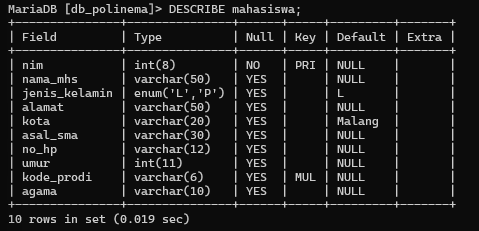 MariaDB [db_polinema]> DESCRIBE mahasiswa;
+---------------+---------------+------+-----+---------+-------+
| Field         | Type          | Null | Key | Default | Extra |
+---------------+---------------+------+-----+---------+-------+
| nim           | int(8)        | NO   | PRI | NULL    |       |
| nama_mhs      | varchar(50)   | YES  |     | NULL    |       |
| jenis_kelamin | enum('L','P') | YES  |     | L       |       |
| alamat        | varchar(50)   | YES  |     | NULL    |       |
| kota          | varchar(20)   | YES  |     | Malang  |       |
| asal_sma      | varchar(30)   | YES  |     | NULL    |       |
| no_hp         | varchar(12)   | YES  |     | NULL    |       |
| umur          | int(11)       | YES  |     | NULL    |       |
| kode_prodi    | varchar(6)    | YES  | MUL | NULL    |       |
| agama         | varchar(10)   | YES  |     | NULL    |       |
+---------------+---------------+------+-----+---------+-------+
10 rows in set (0.019 sec)